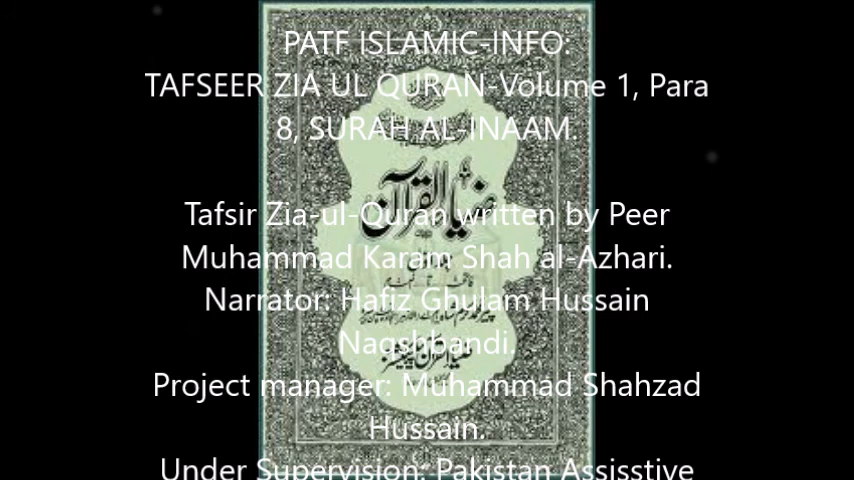 PATF ISLAMIC-INFO:
TAFSEER ZIA UL QURAN-Volume 1, Para
8, SURAH AL-INAAM.
ضیاءالقرآن
Tafsir Zia-ul-Quran written by Peer
Muhammad Karam Shah al-Azhari.
Narrator: Hafiz Ghulam Hussain
Naqshbandi.
Project manager: Muhammad Shahzad
Hussain.
Under Supervision: Pakistan Assisstive